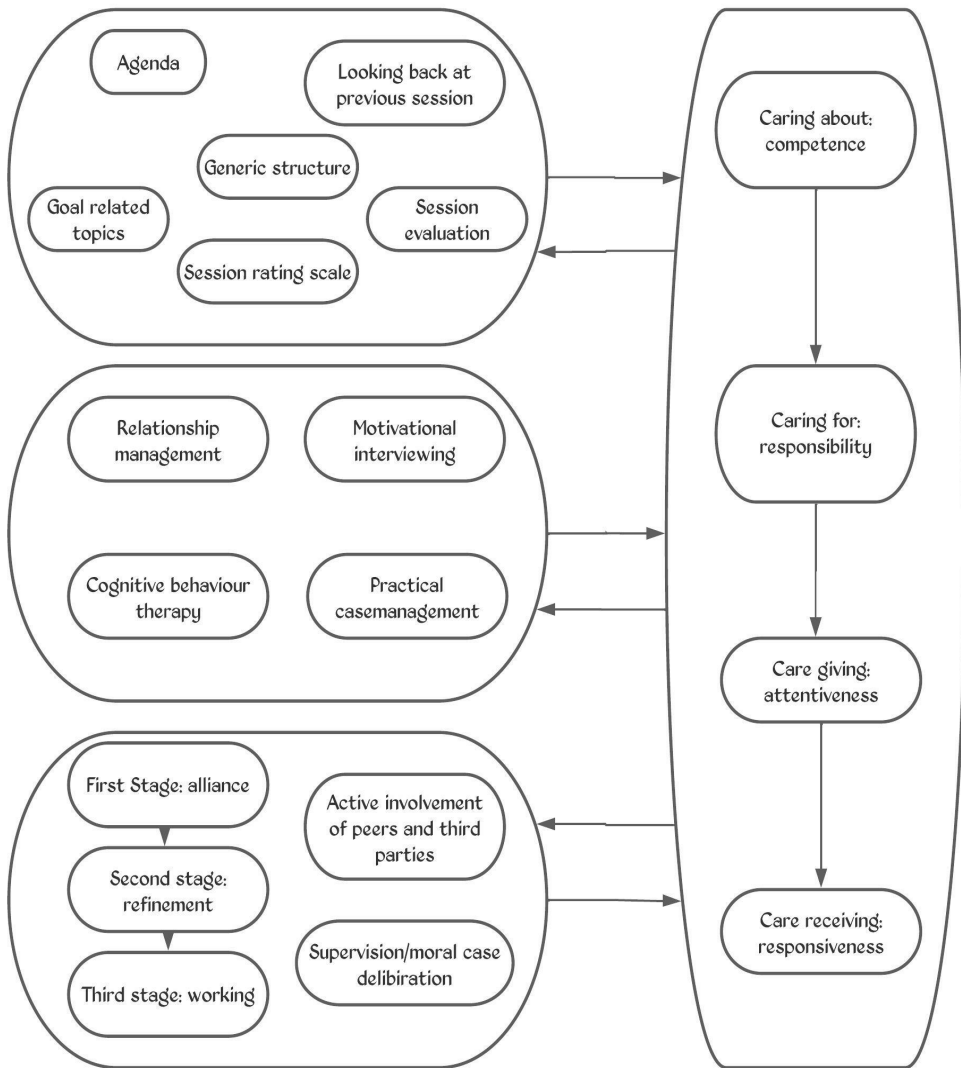 Agenda
Looking back at
previous session
Generic structure
Goal related
topics
Session
evaluation
Session rating scale
Relationship
management
Motivational
interviewing
Cognitive behaviour
therapy
Practical
casemanagement
First Stage: alliance
Second stage:
refinement
Third stage: working
Active involvement
of peers and third
parties
Supervision/moral case
delibiration
Caring about:
competence
Caring for:
responsibility
Care giving:
attentiveness
Care receiving:
responsiveness